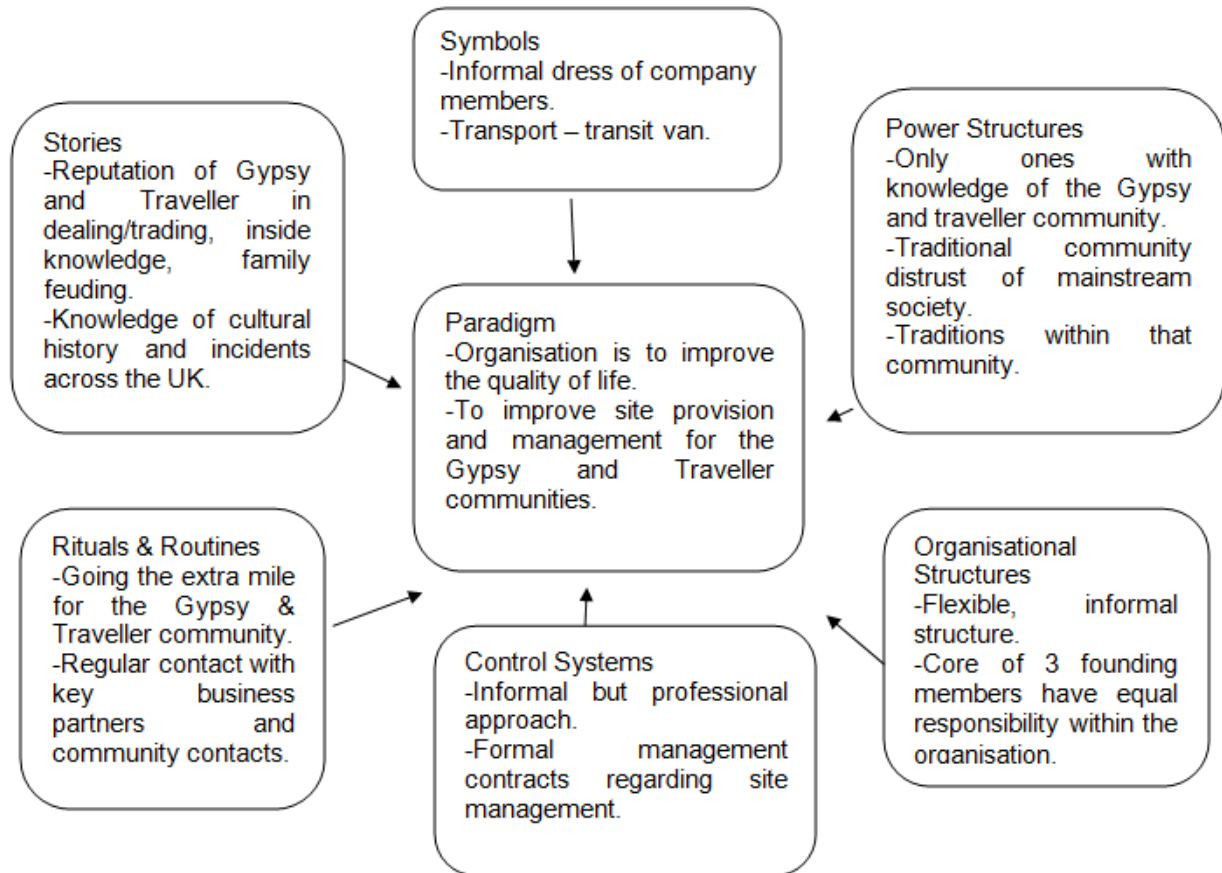 Symbols
-Informal dress of company
members.
-Transport – transit van.
Stories
-Reputation of Gypsy
and Traveller in
dealing/trading, inside
knowledge, family
feuding.
-Knowledge of cultural
history and incidents
across the UK.
Power Structures
-Only ones with
knowledge of the Gypsy
and traveller community.
-Traditional community
distrust of mainstream
society.
-Traditions within that
community.
Paradigm
-Organisation is to improve
the quality of life.
-To improve site provision
and management for the
Gypsy and Traveller
communities.
Rituals & Routines
-Going the extra mile
for the Gypsy &
Traveller community.
-Regular contact with
key business
partners and
community contacts.
Control Systems
-Informal but professional
approach.
-Formal management
contracts regarding site
management.
Organisational
Structures
-Flexible, informal
structure.
-Core of 3 founding
members have equal
responsibility within the
organisation.